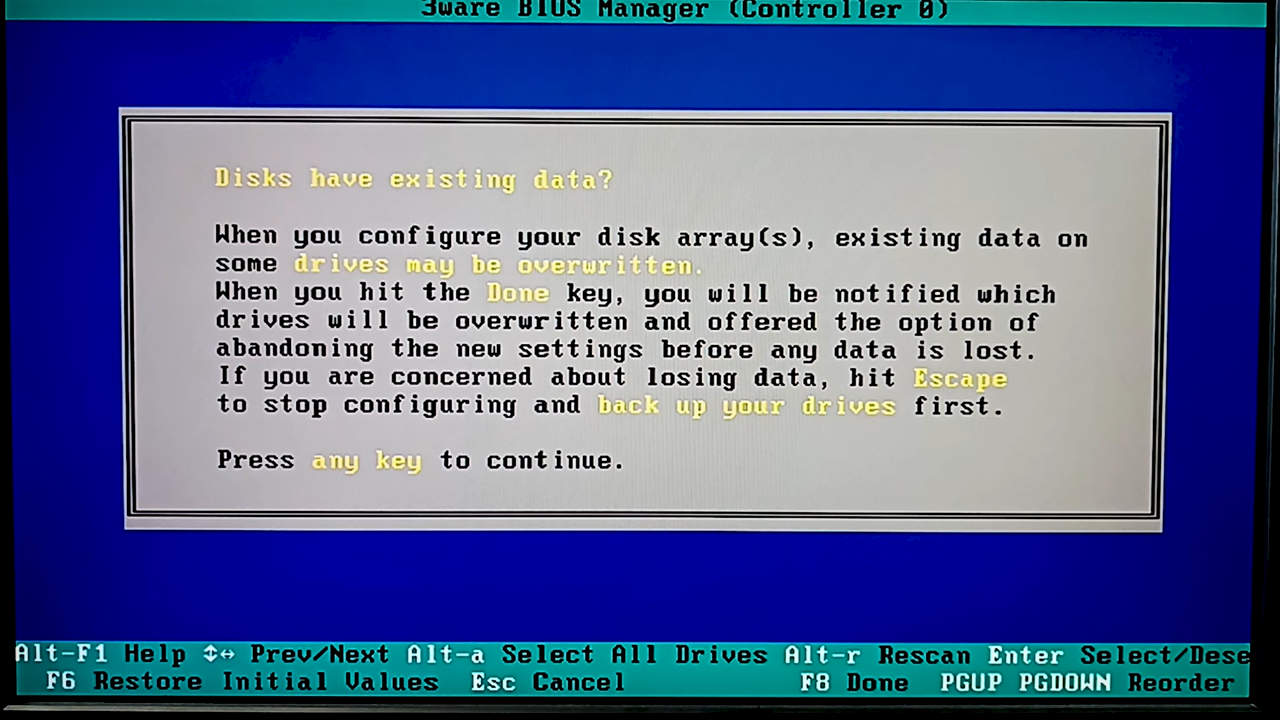 3ware BIOS Manager (Controller 0)
Disks have existing data?
When you configure your disk array(s), existing data on
some drives may be overwritten.
When you hit the Done key, you will be notified which
drives will be overwritten and offered the option of
abandoning the new settings before any data is lost.
If you are concerned about losing data, hit Escape
to stop configuring and back up your drives first.
Press any key to continue.
Alt-F1 Help ↕↔ Prev/Next Alt-a Select All Drives Alt-r Rescan Enter Select/Dese
F6 Restore Initial Values Esc Cancel F8 Done PGUP PGDOWN Reorder